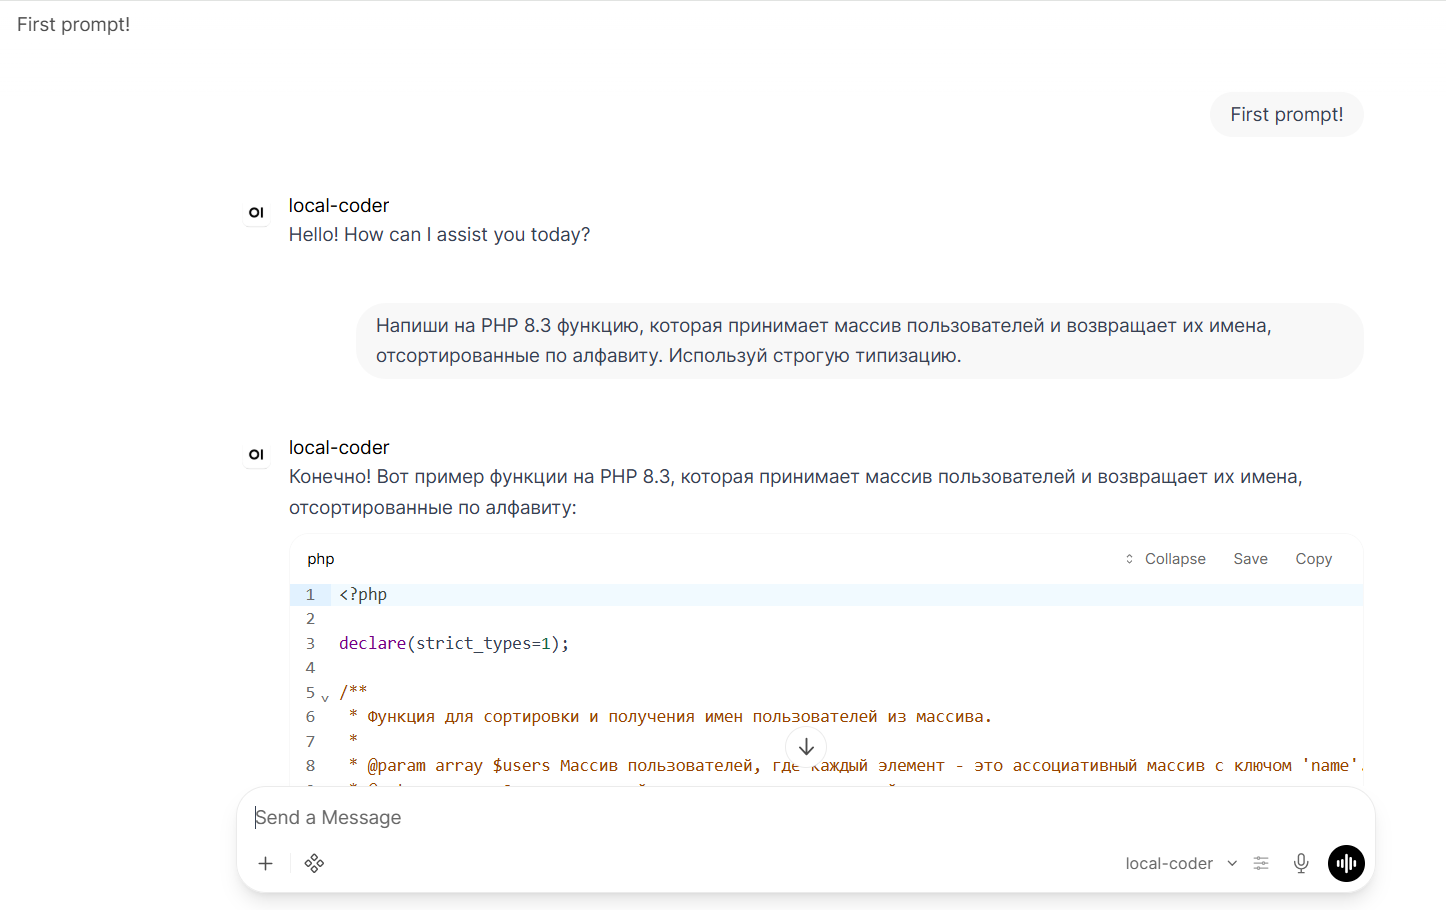 First prompt!
First prompt!
OI
local-coder
Hello! How can I assist you today?
Напиши на PHP 8.3 функцию, которая принимает массив пользователей и возвращает их имена,
отсортированные по алфавиту. Используй строгую типизацию.
OI
local-coder
Конечно! Вот пример функции на PHP 8.3, которая принимает массив пользователей и возвращает их имена,
отсортированные по алфавиту:
php
Collapse Save Copy
1 <?php
2
3 declare(strict_types=1);
4
5 /**
6 * Функция для сортировки и получения имен пользователей из массива.
7 *
8 * @param array $users Массив пользователей, где каждый элемент - это ассоциативный массив с ключом 'name'.
Send a Message
local-coder